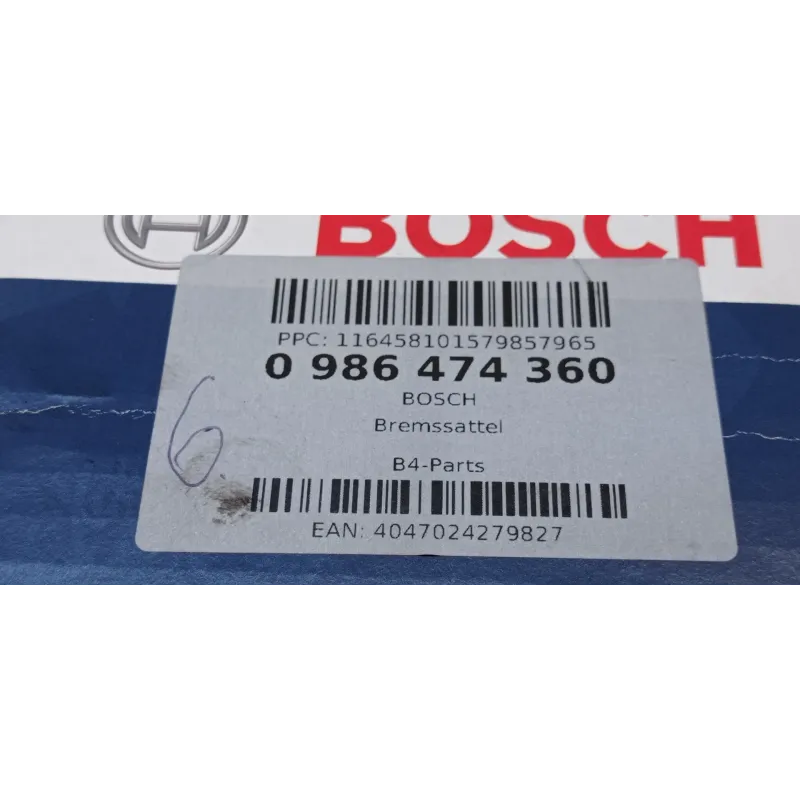 BOSCH
PPC: 116458101579857965
0 986 474 360
BOSCH
Bremssattel
6
B4-Parts
EAN: 4047024279827